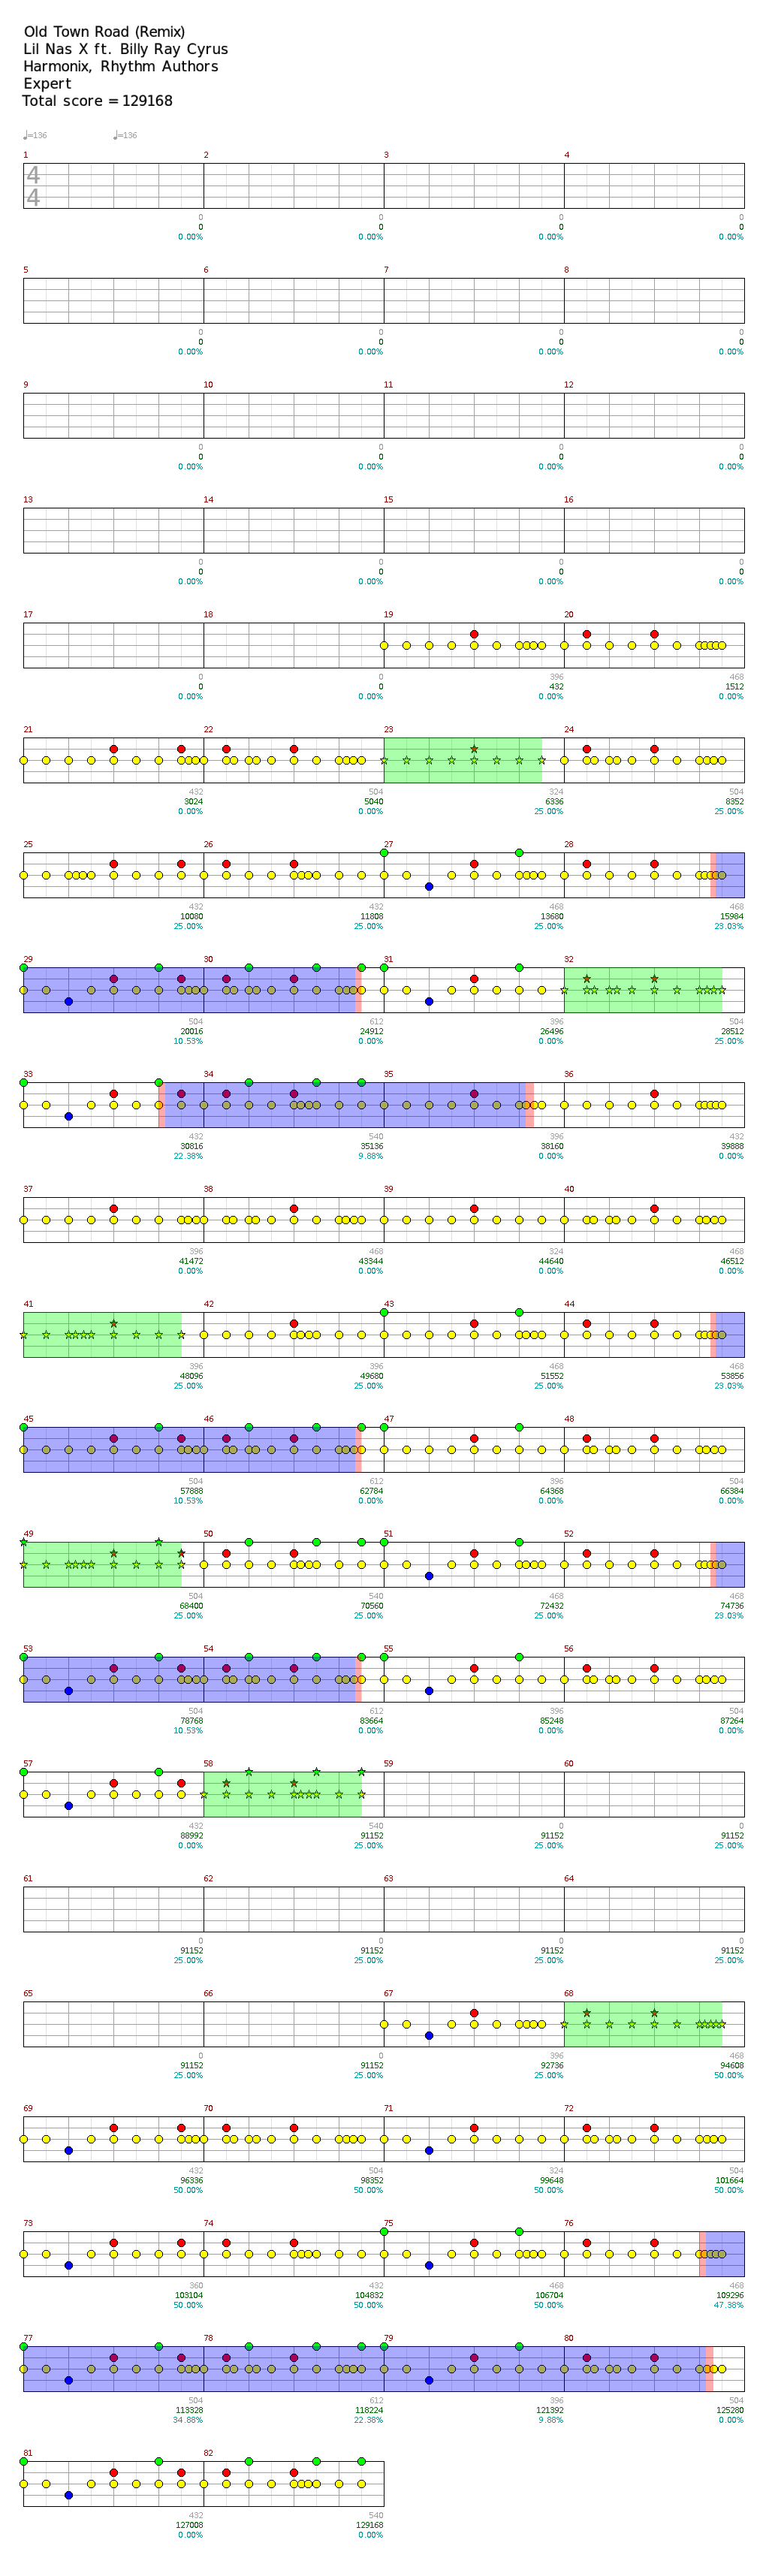 Old Town Road (Remix)
Lil Nas X ft. Billy Ray Cyrus
Harmonix, Rhythm Authors
Expert
Total score = 129168
♩=136 ♩=136
1 2 3 4
4
4
0 0 0 0
0 0 0 0
0.00% 0.00% 0.00% 0.00%
5 6 7 8
0 0 0 0
0 0 0 0
0.00% 0.00% 0.00% 0.00%
9 10 11 12
0 0 0 0
0 0 0 0
0.00% 0.00% 0.00% 0.00%
13 14 15 16
0 0 0 0
0 0 0 0
0.00% 0.00% 0.00% 0.00%
17 18 19 20
0 0 396 468
0 0 432 1512
0.00% 0.00% 0.00% 0.00%
21 22 23 24
432 504 324 504
3024 5040 6336 8352
0.00% 0.00% 25.00% 25.00%
25 26 27 28
432 432 468 468
10080 11808 13680 15984
25.00% 25.00% 25.00% 23.03%
29 30 31 32
504 612 396 504
20016 24912 26496 28512
10.53% 0.00% 0.00% 25.00%
33 34 35 36
432 540 396 432
30816 35136 38160 39888
22.38% 9.88% 0.00% 0.00%
37 38 39 40
396 468 324 468
41472 43344 44640 46512
0.00% 0.00% 0.00% 0.00%
41 42 43 44
396 396 468 468
48096 49680 51552 53856
25.00% 25.00% 25.00% 23.03%
45 46 47 48
504 612 396 504
57888 62784 64368 66384
10.53% 0.00% 0.00% 0.00%
49 50 51 52
504 540 468 468
68400 70560 72432 74736
25.00% 25.00% 25.00% 23.03%
53 54 55 56
504 612 396 504
78768 83664 85248 87264
10.53% 0.00% 0.00% 0.00%
57 58 59 60
432 540 0 0
88992 91152 91152 91152
0.00% 25.00% 25.00% 25.00%
61 62 63 64
0 0 0 0
91152 91152 91152 91152
25.00% 25.00% 25.00% 25.00%
65 66 67 68
0 0 396 468
91152 91152 92736 94608
25.00% 25.00% 25.00% 50.00%
69 70 71 72
432 504 324 504
96336 98352 99648 101664
50.00% 50.00% 50.00% 50.00%
73 74 75 76
360 432 468 468
103104 104832 106704 109296
50.00% 50.00% 50.00% 47.38%
77 78 79 80
504 612 396 504
113328 118224 121392 125280
34.88% 22.38% 9.88% 0.00%
81 82
432 540
127008 129168
0.00% 0.00%